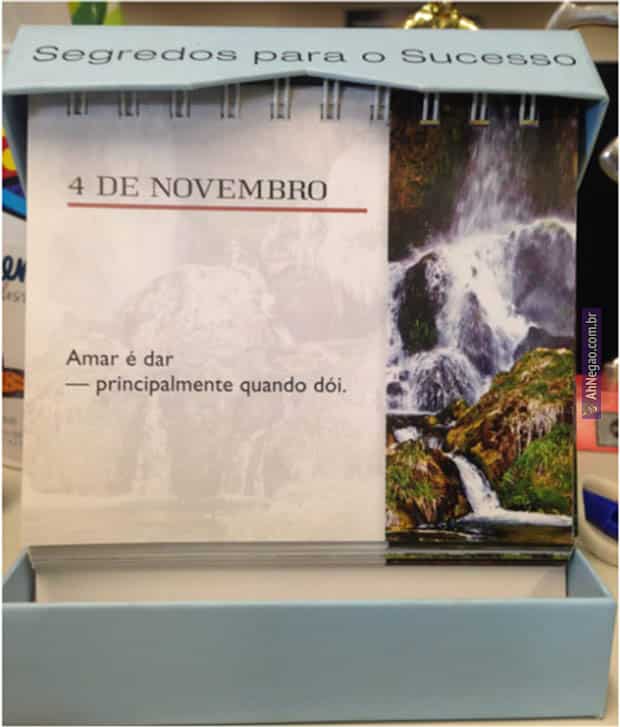 Segredos para o Sucesso
4 DE NOVEMBRO
Amar é dar
— principalmente quando dói.
AhNegao.com.br